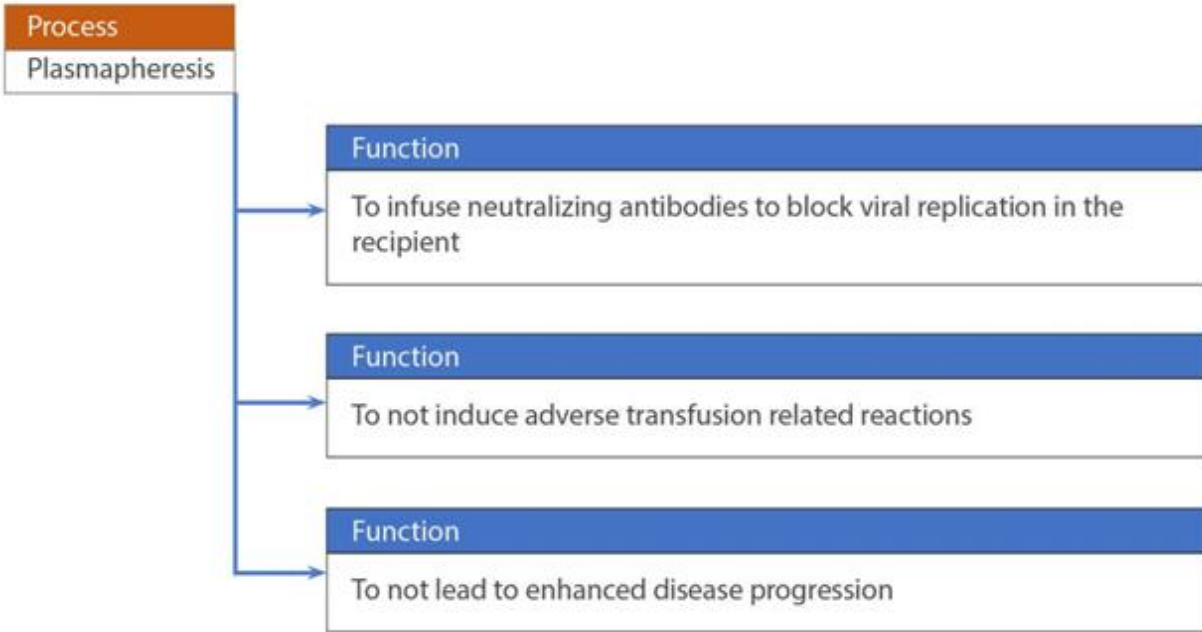 Process
Plasmapheresis
Function
To infuse neutralizing antibodies to block viral replication in the
recipient
Function
To not induce adverse transfusion related reactions
Function
To not lead to enhanced disease progression